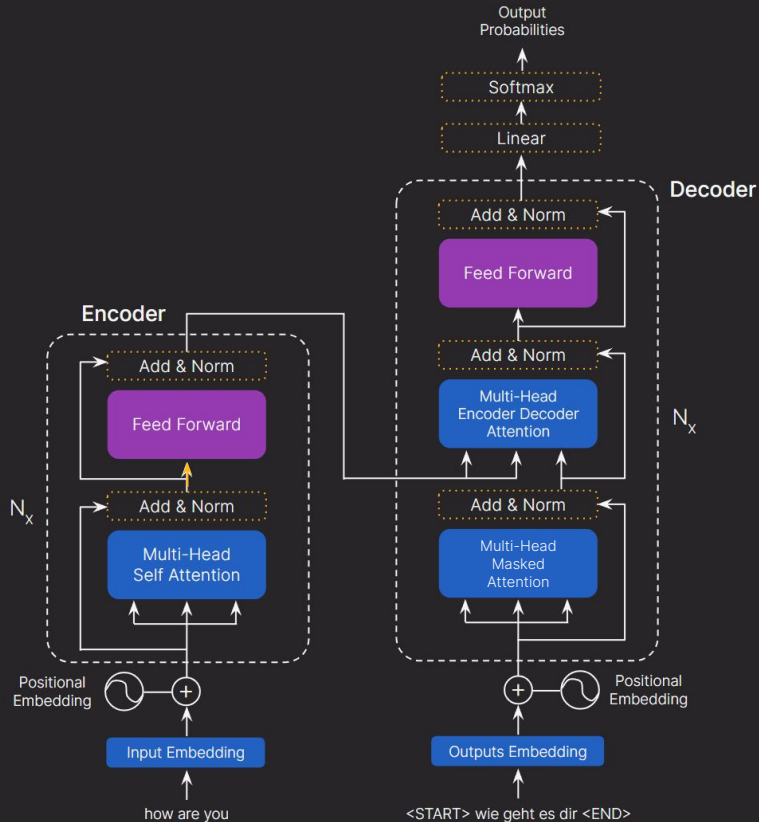 Output
Probabilities
Softmax
Linear
Decoder
Add & Norm
Feed Forward
Add & Norm
Multi-Head
Encoder Decoder
Attention
Nx
Add & Norm
Multi-Head
Masked
Attention
Positional
Embedding
+
Outputs Embedding
<START> wie geht es dir <END>
Encoder
Add & Norm
Feed Forward
Nx
Add & Norm
Multi-Head
Self Attention
Positional
Embedding
+
Input Embedding
how are you